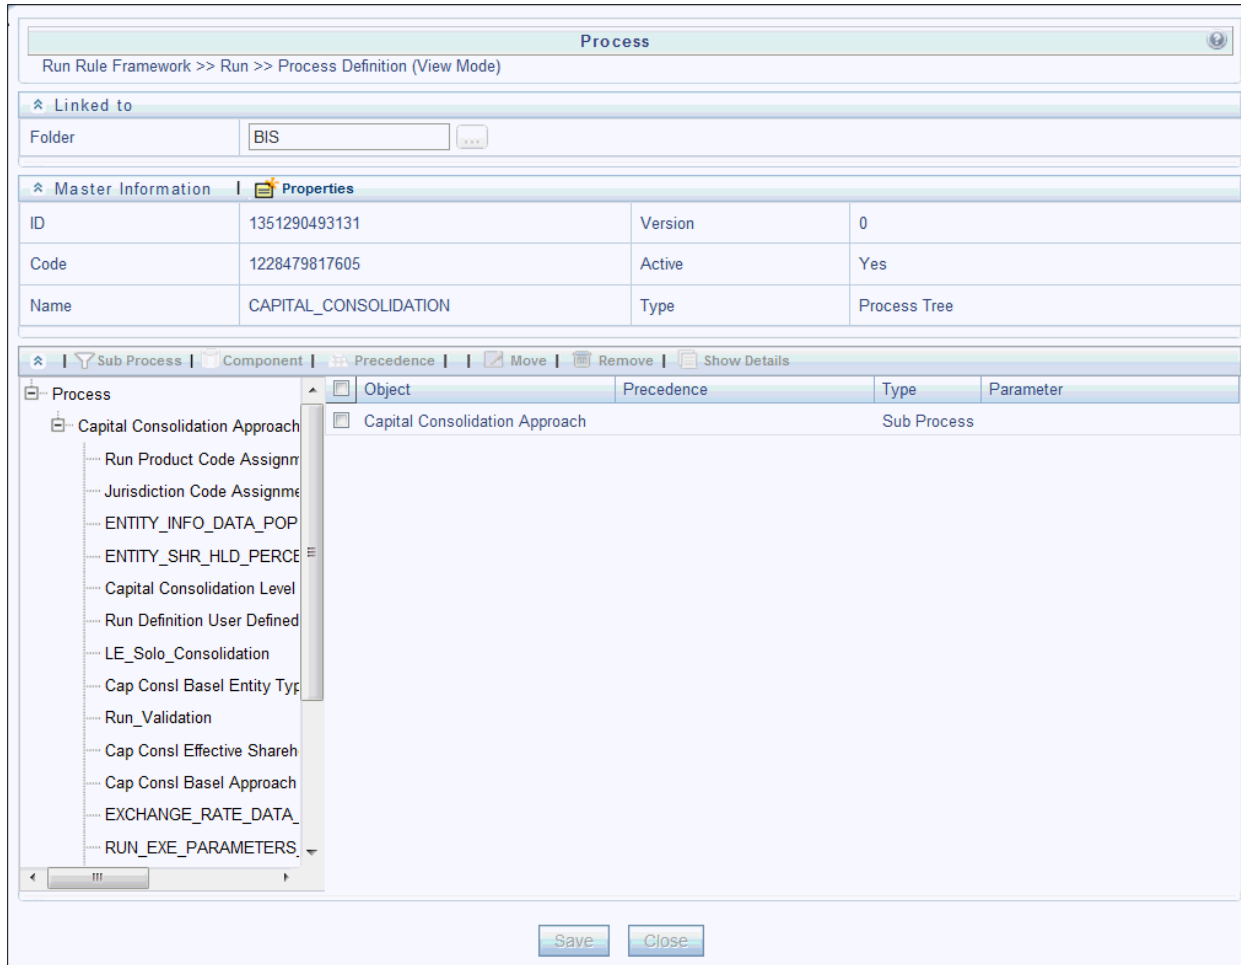 Process
Run Rule Framework >> Run >> Process Definition (View Mode)
Linked to
Folder BIS ...
Master Information | Properties
ID 1351290493131 Version 0
Code 1228479817605 Active Yes
Name CAPITAL_CONSOLIDATION Type Process Tree
| Sub Process | Component | Precedence | | Move | Remove | Show Details
Process
Capital Consolidation Approach
Run Product Code Assignm
Jurisdiction Code Assignme
ENTITY_INFO_DATA_POP
ENTITY_SHR_HLD_PERCE
Capital Consolidation Level
Run Definition User Defined
LE_Solo_Consolidation
Cap Consl Basel Entity Typ
Run_Validation
Cap Consl Effective Shareh
Cap Consl Basel Approach
EXCHANGE_RATE_DATA_
RUN_EXE_PARAMETERS_
Object Precedence Type Parameter
Capital Consolidation Approach Sub Process
Save Close